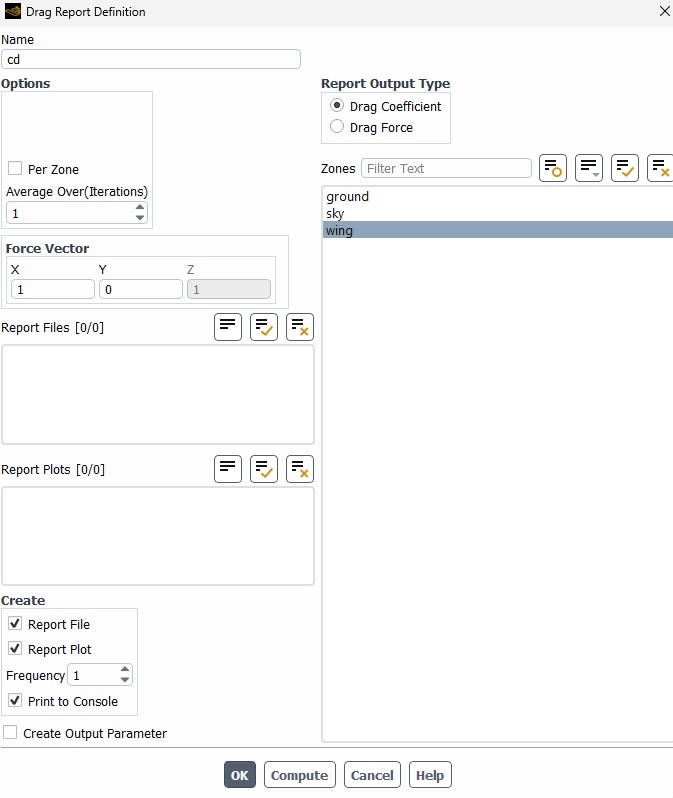 Drag Report Definition
Name
cd
Options
Per Zone
Average Over(Iterations)
1
Force Vector
X Y Z
1 0 1
Report Files [0/0]
Report Plots [0/0]
Create
Report File
Report Plot
Frequency 1
Print to Console
Create Output Parameter
Report Output Type
Drag Coefficient
Drag Force
Zones Filter Text
ground
sky
wing
OK Compute Cancel Help